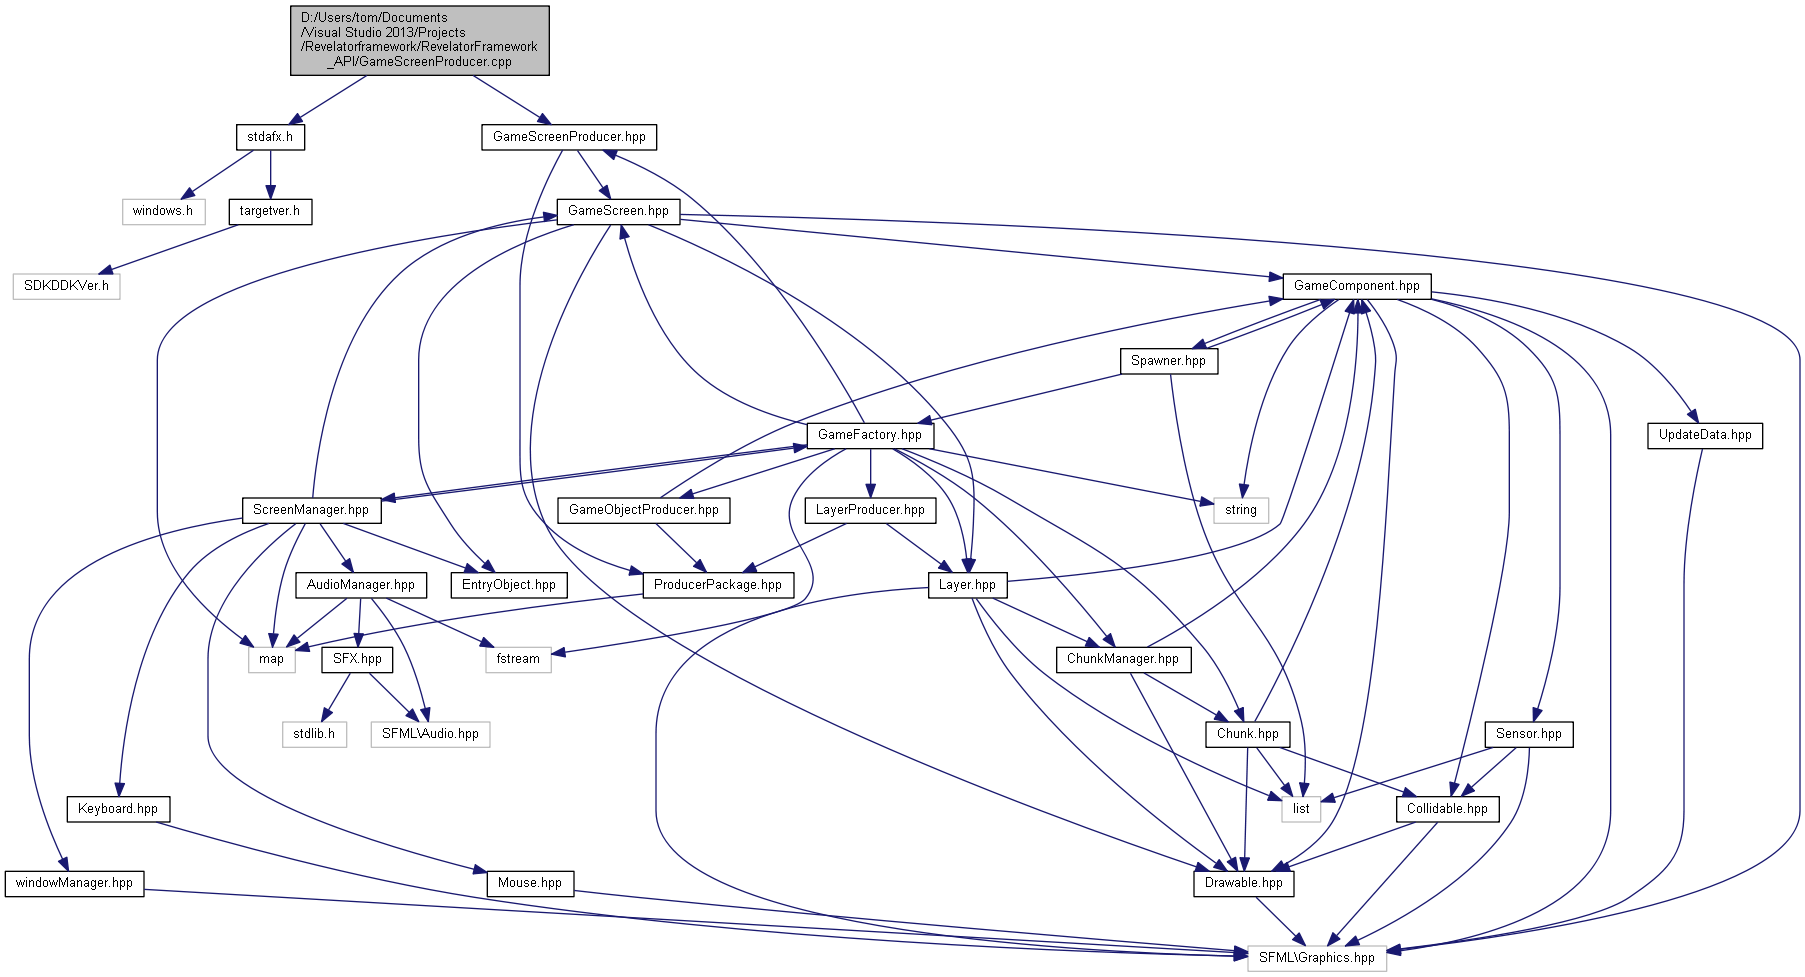 D:/Users/tom/Documents
/Visual Studio 2013/Projects
/Revelatorframework/RevelatorFramework
_API/GameScreenProducer.cpp
stdafx.h
GameScreenProducer.hpp
windows.h
targetver.h
GameScreen.hpp
SDKDDKVer.h
GameComponent.hpp
Spawner.hpp
GameFactory.hpp
UpdateData.hpp
ScreenManager.hpp
GameObjectProducer.hpp
LayerProducer.hpp
string
AudioManager.hpp
EntryObject.hpp
ProducerPackage.hpp
Layer.hpp
map
SFX.hpp
fstream
ChunkManager.hpp
stdlib.h
SFML\Audio.hpp
Chunk.hpp
Sensor.hpp
Keyboard.hpp
list
Collidable.hpp
windowManager.hpp
Mouse.hpp
Drawable.hpp
SFML\Graphics.hpp